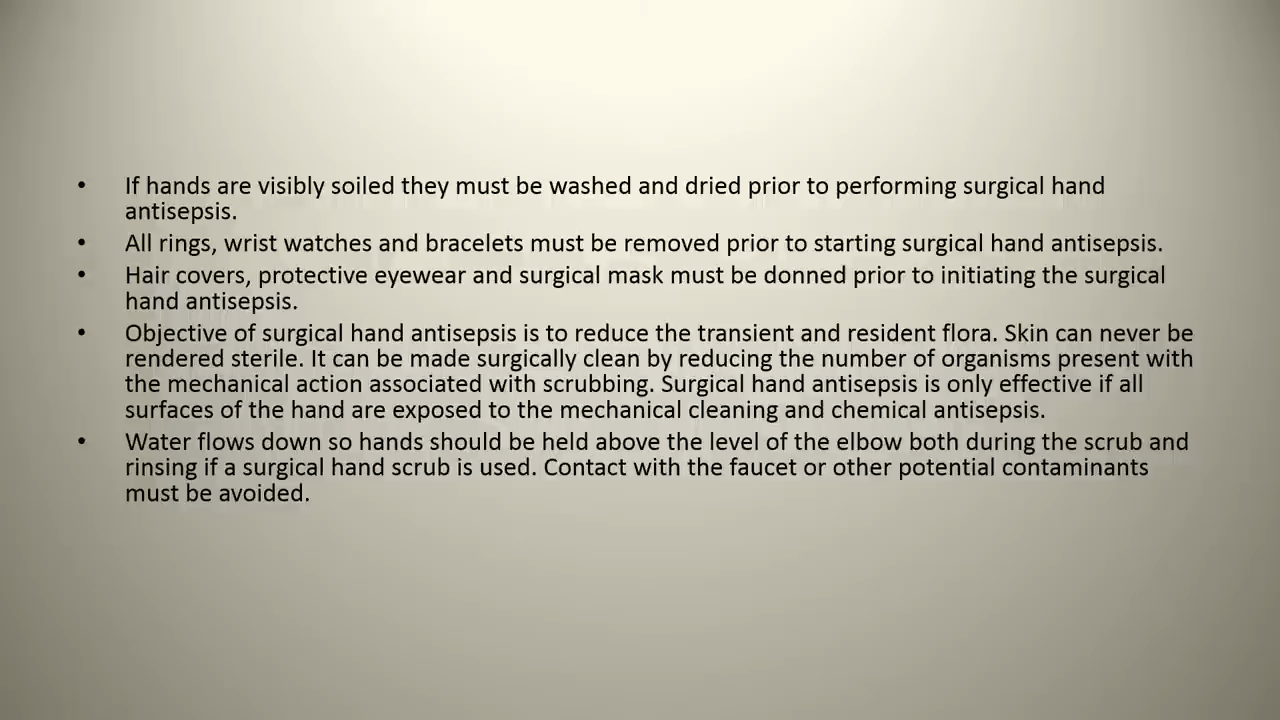 • If hands are visibly soiled they must be washed and dried prior to performing surgical hand
antisepsis.
• All rings, wrist watches and bracelets must be removed prior to starting surgical hand antisepsis.
• Hair covers, protective eyewear and surgical mask must be donned prior to initiating the surgical
hand antisepsis.
• Objective of surgical hand antisepsis is to reduce the transient and resident flora. Skin can never be
rendered sterile. It can be made surgically clean by reducing the number of organisms present with
the mechanical action associated with scrubbing. Surgical hand antisepsis is only effective if all
surfaces of the hand are exposed to the mechanical cleaning and chemical antisepsis.
• Water flows down so hands should be held above the level of the elbow both during the scrub and
rinsing if a surgical hand scrub is used. Contact with the faucet or other potential contaminants
must be avoided.